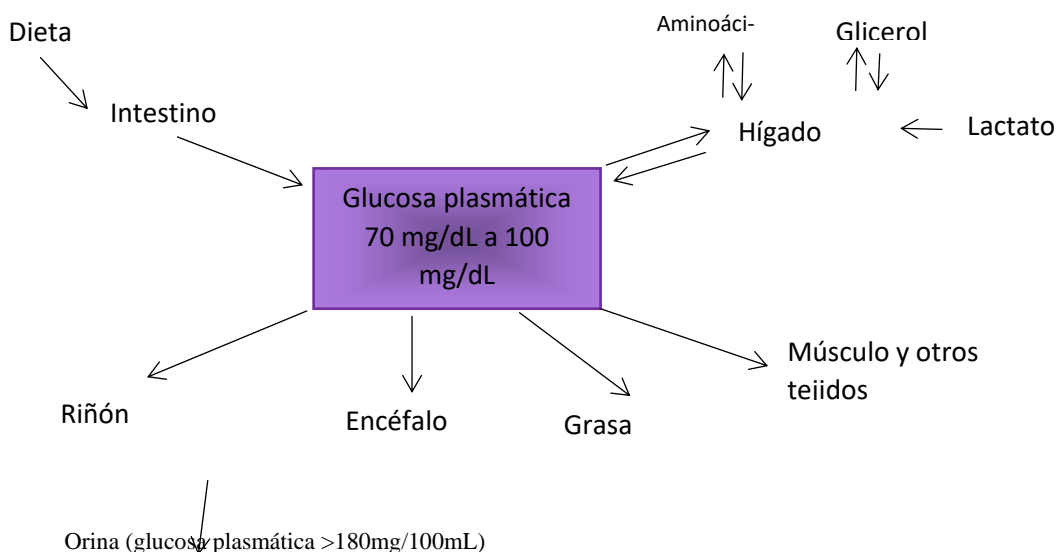 Dieta
Aminoáci-
Glicerol
Intestino
Hígado
Lactato
Glucosa plasmática
70 mg/dL a 100
mg/dL
Músculo y otros
tejidos
Riñón
Encéfalo
Grasa
Orina (glucosa plasmática >180mg/100mL)